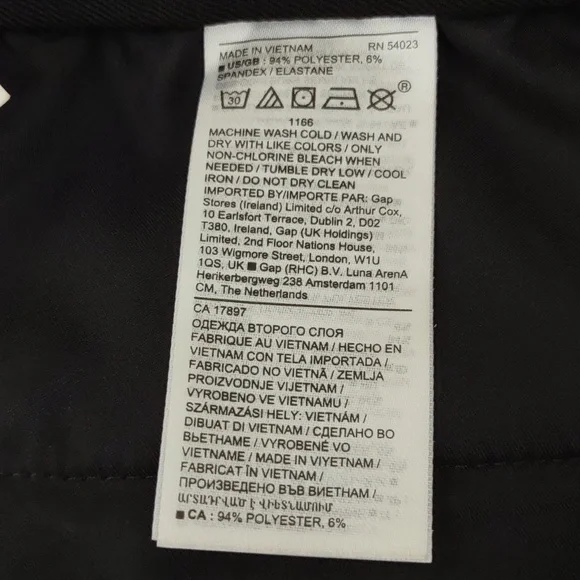 MADE IN VIETNAM RN 54023
■ US/GB : 94% POLYESTER, 6%
SPANDEX / ELASTANE
30 ®
1166
MACHINE WASH COLD / WASH AND
DRY WITH LIKE COLORS / ONLY
NON-CHLORINE BLEACH WHEN
NEEDED / TUMBLE DRY LOW / COOL
IRON / DO NOT DRY CLEAN
IMPORTED BY/IMPORTE PAR: Gap
Stores (Ireland) Limited c/o Arthur Cox,
10 Earlsfort Terrace, Dublin 2, D02
T380, Ireland, Gap (UK Holdings)
Limited, 2nd Floor Nations House,
103 Wigmore Street, London, W1U
1QS, UK ■ Gap (RHC) B.V. Luna ArenA
Herikerbergweg 238 Amsterdam 1101
CM, The Netherlands
CA 17897
ОДЕЖДА ВТОРОГО СЛОЯ
FABRIQUE AU VIETNAM / HECHO EN
VIETNAM CON TELA IMPORTADA /
FABRICADO NO VIETNÃ / ZEMLJA
PROIZVODNJE VIJETNAM /
VYROBENO VE VIETNAMU /
SZÁRMAZÁSI HELY: VIETNÁM /
DIBUAT DI VIETNAM / СДЕЛАНО ВО
ВЬЕТНАМЕ / VYROBENÉ VO
VIETNAME / MADE IN VIYETNAM /
FABRICAT ÎN VIETNAM /
ПРОИЗВЕДЕНО ВЪВ ВИЕТНАМ /
ԱՐՏԱԴՐՎԱԾ Է ՎԻԵՏՆԱՄՈՒՄ
■ CA : 94% POLYESTER, 6%